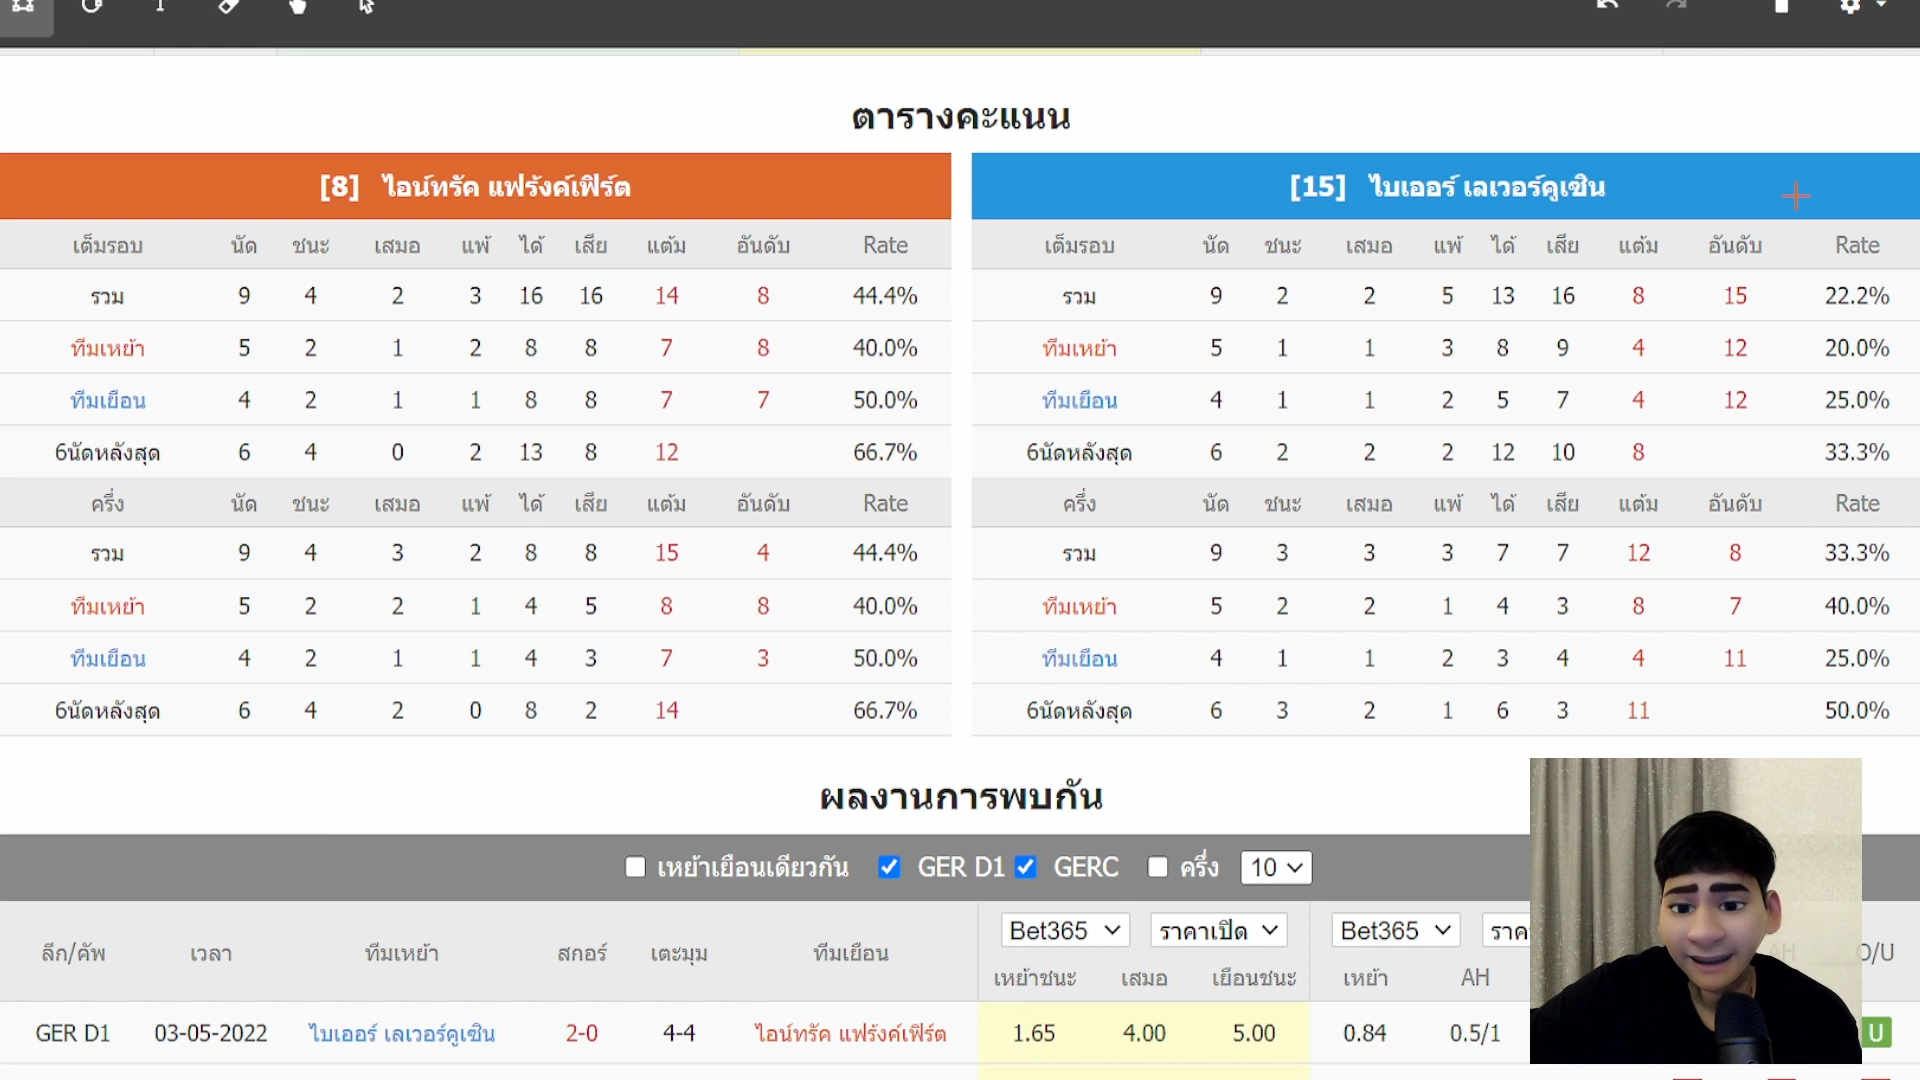 ตารางคะแนน
[8] ไอน์ทรัค แฟร้งค์เฟิร์ต
เต็มรอบ นัด ชนะ เสมอ แพ้ ได้ เสีย แต้ม อันดับ Rate
รวม 9 4 2 3 16 16 14 8 44.4%
ทีมเหย้า 5 2 1 2 8 8 7 8 40.0%
ทีมเยือน 4 2 1 1 8 8 7 7 50.0%
6นัดหลังสุด 6 4 0 2 13 8 12 66.7%
ครึ่ง นัด ชนะ เสมอ แพ้ ได้ เสีย แต้ม อันดับ Rate
รวม 9 4 3 2 8 8 15 4 44.4%
ทีมเหย้า 5 2 2 1 4 5 8 8 40.0%
ทีมเยือน 4 2 1 1 4 3 7 3 50.0%
6นัดหลังสุด 6 4 2 0 8 2 14 66.7%
[15] ไบเออร์ เลเวอร์คูเซิน
เต็มรอบ นัด ชนะ เสมอ แพ้ ได้ เสีย แต้ม อันดับ Rate
รวม 9 2 2 5 13 16 8 15 22.2%
ทีมเหย้า 5 1 1 3 8 9 4 12 20.0%
ทีมเยือน 4 1 1 2 5 7 4 12 25.0%
6นัดหลังสุด 6 2 2 2 12 10 8 33.3%
ครึ่ง นัด ชนะ เสมอ แพ้ ได้ เสีย แต้ม อันดับ Rate
รวม 9 3 3 3 7 7 12 8 33.3%
ทีมเหย้า 5 2 2 1 4 3 8 7 40.0%
ทีมเยือน 4 1 1 2 3 4 4 11 25.0%
6นัดหลังสุด 6 3 2 1 6 3 11 50.0%
ผลงานการพบกัน
เหย้าเยือนเดียวกัน GER D1 GERC ครึ่ง 10
Bet365 ราคาเปิด Bet365
ลีก/คัพ เวลา ทีมเหย้า สกอร์ เตะมุม ทีมเยือน O/U
เหย้าชนะ เสมอ เยือนชนะ เหย้า AH
GER D1 03-05-2022 ไบเออร์ เลเวอร์คูเซิน 2-0 4-4 ไอน์ทรัค แฟร้งค์เฟิร์ต 1.65 4.00 5.00 0.84 0.5/1 U